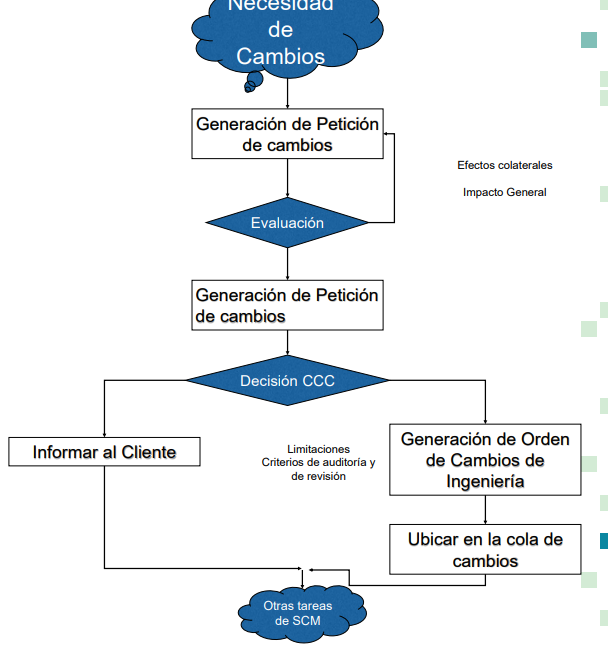 Necesidad
de
Cambios
Generación de Petición
de cambios
Efectos colaterales
Impacto General
Evaluación
Generación de Petición
de cambios
Decisión CCC
Informar al Cliente
Limitaciones
Criterios de auditoría y
de revisión
Generación de Orden
de Cambios de
Ingeniería
Ubicar en la cola de
cambios
Otras tareas
de SCM